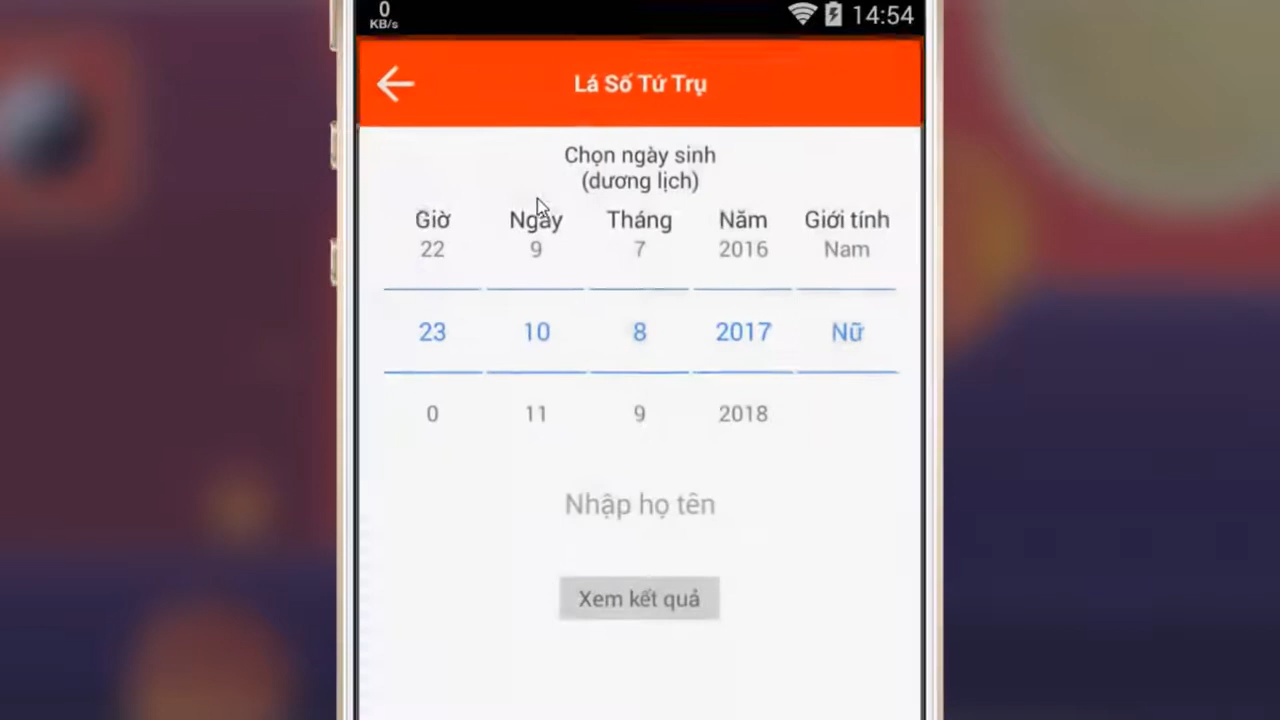 0
KB/s
14:54
Lá Số Tứ Trụ
Chọn ngày sinh
(dương lịch)
Giờ Ngày Tháng Năm Giới tính
22 9 7 2016 Nam
23 10 8 2017 Nữ
0 11 9 2018
Nhập họ tên
Xem kết quả